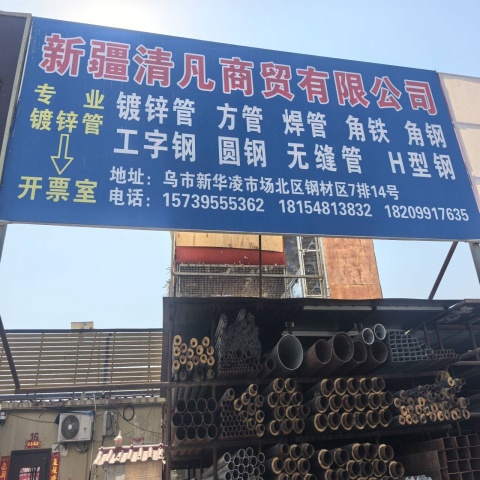 新疆清凡商贸有限公司
专业 镀锌管 方管 焊管 角铁 角钢
镀锌管 工字钢 圆钢 无缝管 H型钢
开票室
地址：乌市新华凌市场北区钢材区7排14号
电话：15739555362 18154813832 18209917635